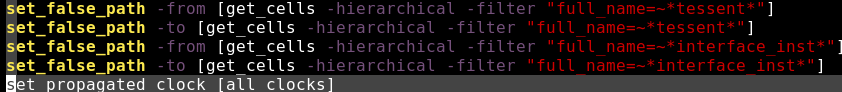 set_false_path -from [get_cells -hierarchical -filter "full_name=~*tessent*"]
set_false_path -to [get_cells -hierarchical -filter "full_name=~*tessent*"]
set_false_path -from [get_cells -hierarchical -filter "full_name=~*interface_inst*"]
set_false_path -to [get_cells -hierarchical -filter "full_name=~*interface_inst*"]
set_propagated_clock [all_clocks]